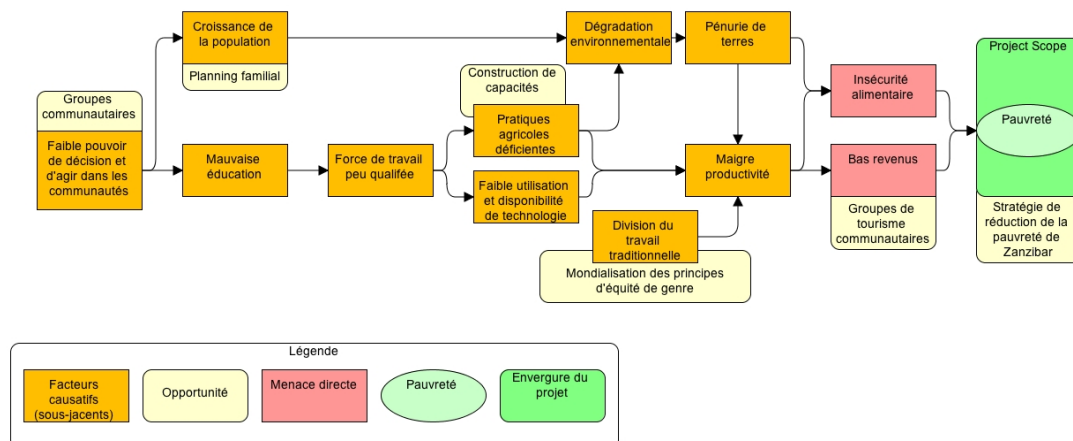 Croissance de
la population
Planning familial
Dégradation
environnementale
Pénurie de
terres
Project Scope
Pauvreté
Stratégie de
réduction de la
pauvreté de
Zanzibar
Construction de
capacités
Pratiques
agricoles
déficientes
Insécurité
alimentaire
Groupes
communautaires
Faible pouvoir
de décision et
d'agir dans les
communautés
Mauvaise
éducation
Force de travail
peu qualifée
Faible utilisation
et disponibilité
de technologie
Maigre
productivité
Bas revenus
Groupes de
tourisme
communautaires
Division du
travail
traditionnelle
Mondialisation des principes
d'équité de genre
Légende
Facteurs
causatifs
(sous-jacents)
Opportunité
Menace directe
Pauvreté
Envergure du
projet